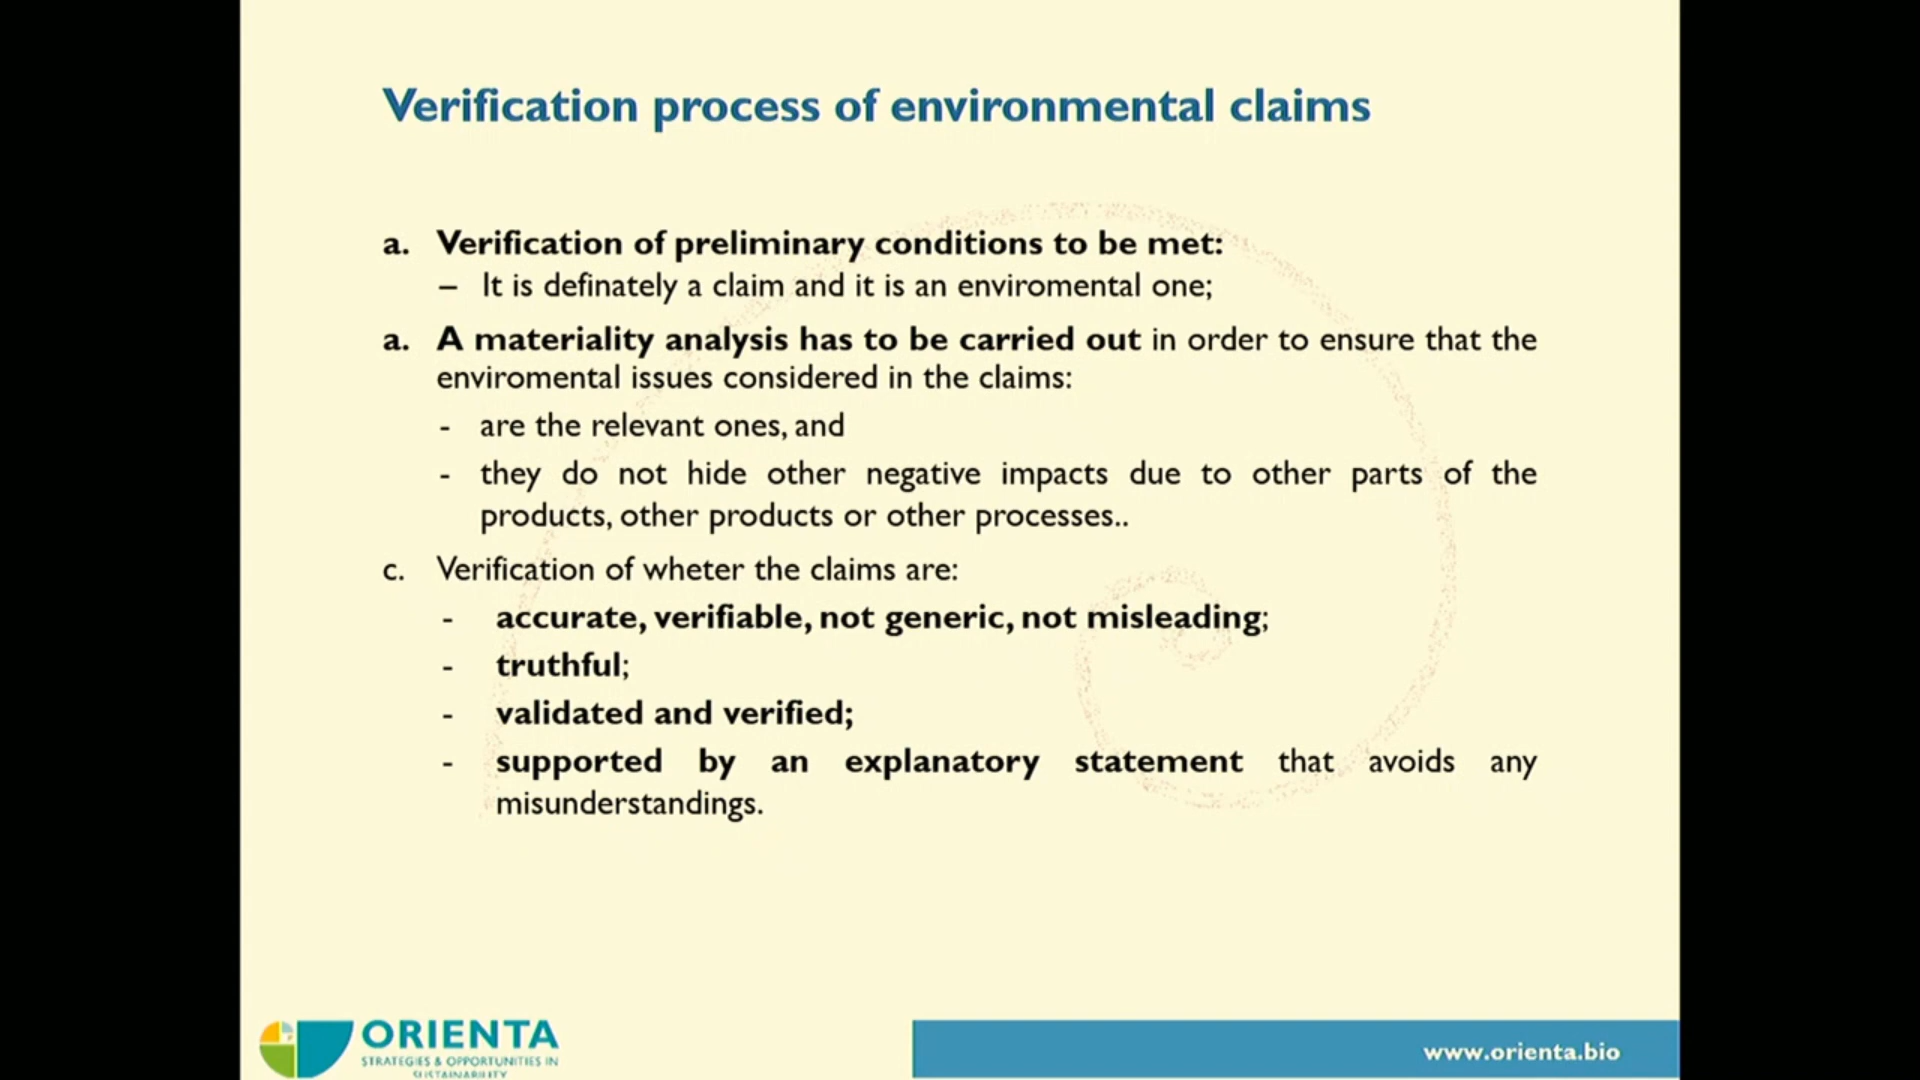 Verification process of environmental claims
a. Verification of preliminary conditions to be met:
– It is definately a claim and it is an enviromental one;
a. A materiality analysis has to be carried out in order to ensure that the
enviromental issues considered in the claims:
- are the relevant ones, and
- they do not hide other negative impacts due to other parts of the
products, other products or other processes..
c. Verification of wheter the claims are:
- accurate, verifiable, not generic, not misleading;
- truthful;
- validated and verified;
- supported by an explanatory statement that avoids any
misunderstandings.
ORIENTA
STRATEGIES & OPPORTUNITIES IN
SUSTAINABILITY
www.orienta.bio